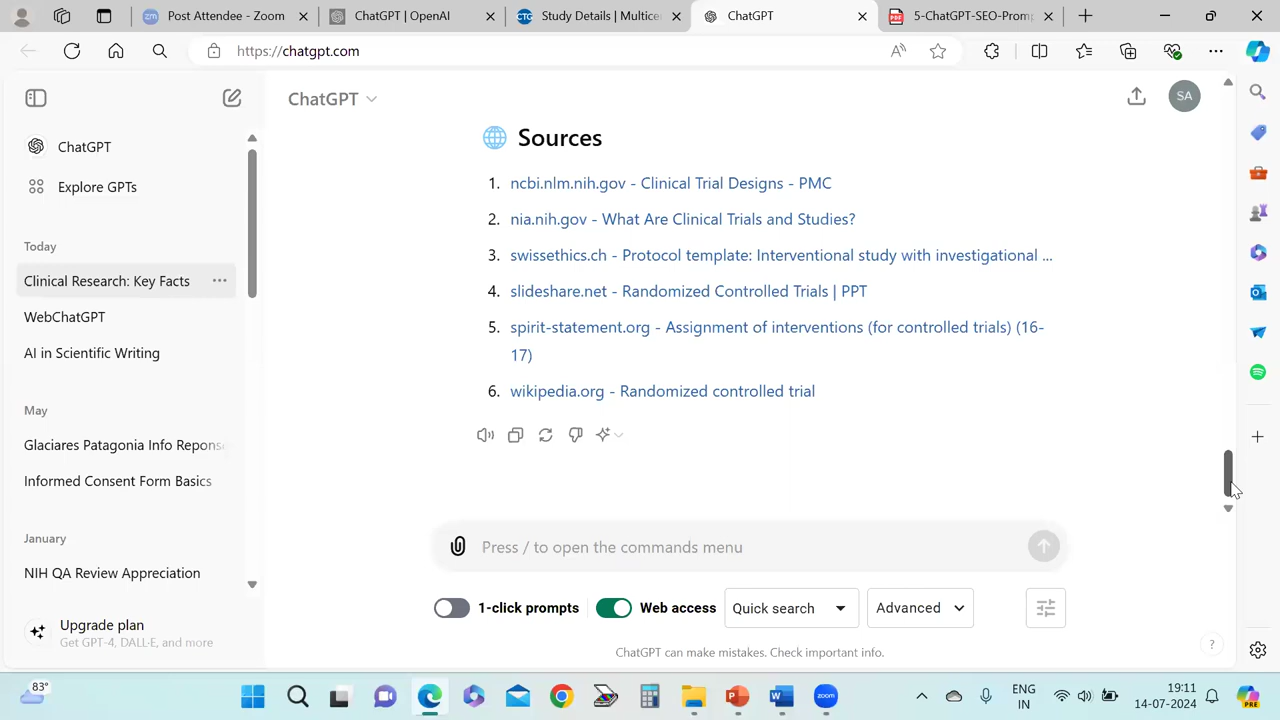 Post Attendee - Zoom
ChatGPT | OpenAI
CTG
Study Details | Multice
ChatGPT
PDF
5-ChatGPT-SEO-Prom
https://chatgpt.com
ChatGPT
SA
ChatGPT
Explore GPTs
Today
Clinical Research: Key Facts
WebChatGPT
AI in Scientific Writing
May
Glaciares Patagonia Info Repons
Informed Consent Form Basics
January
NIH QA Review Appreciation
Upgrade plan
Get GPT-4, DALL·E, and more
Sources
1. ncbi.nlm.nih.gov - Clinical Trial Designs - PMC
2. nia.nih.gov - What Are Clinical Trials and Studies?
3. swissethics.ch - Protocol template: Interventional study with investigational ...
4. slideshare.net - Randomized Controlled Trials | PPT
5. spirit-statement.org - Assignment of interventions (for controlled trials) (16-
17)
6. wikipedia.org - Randomized controlled trial
Press / to open the commands menu
1-click prompts
Web access
Quick search
Advanced
ChatGPT can make mistakes. Check important info.
?
83°
zoom
ENG
IN
19:11
14-07-2024
PRE